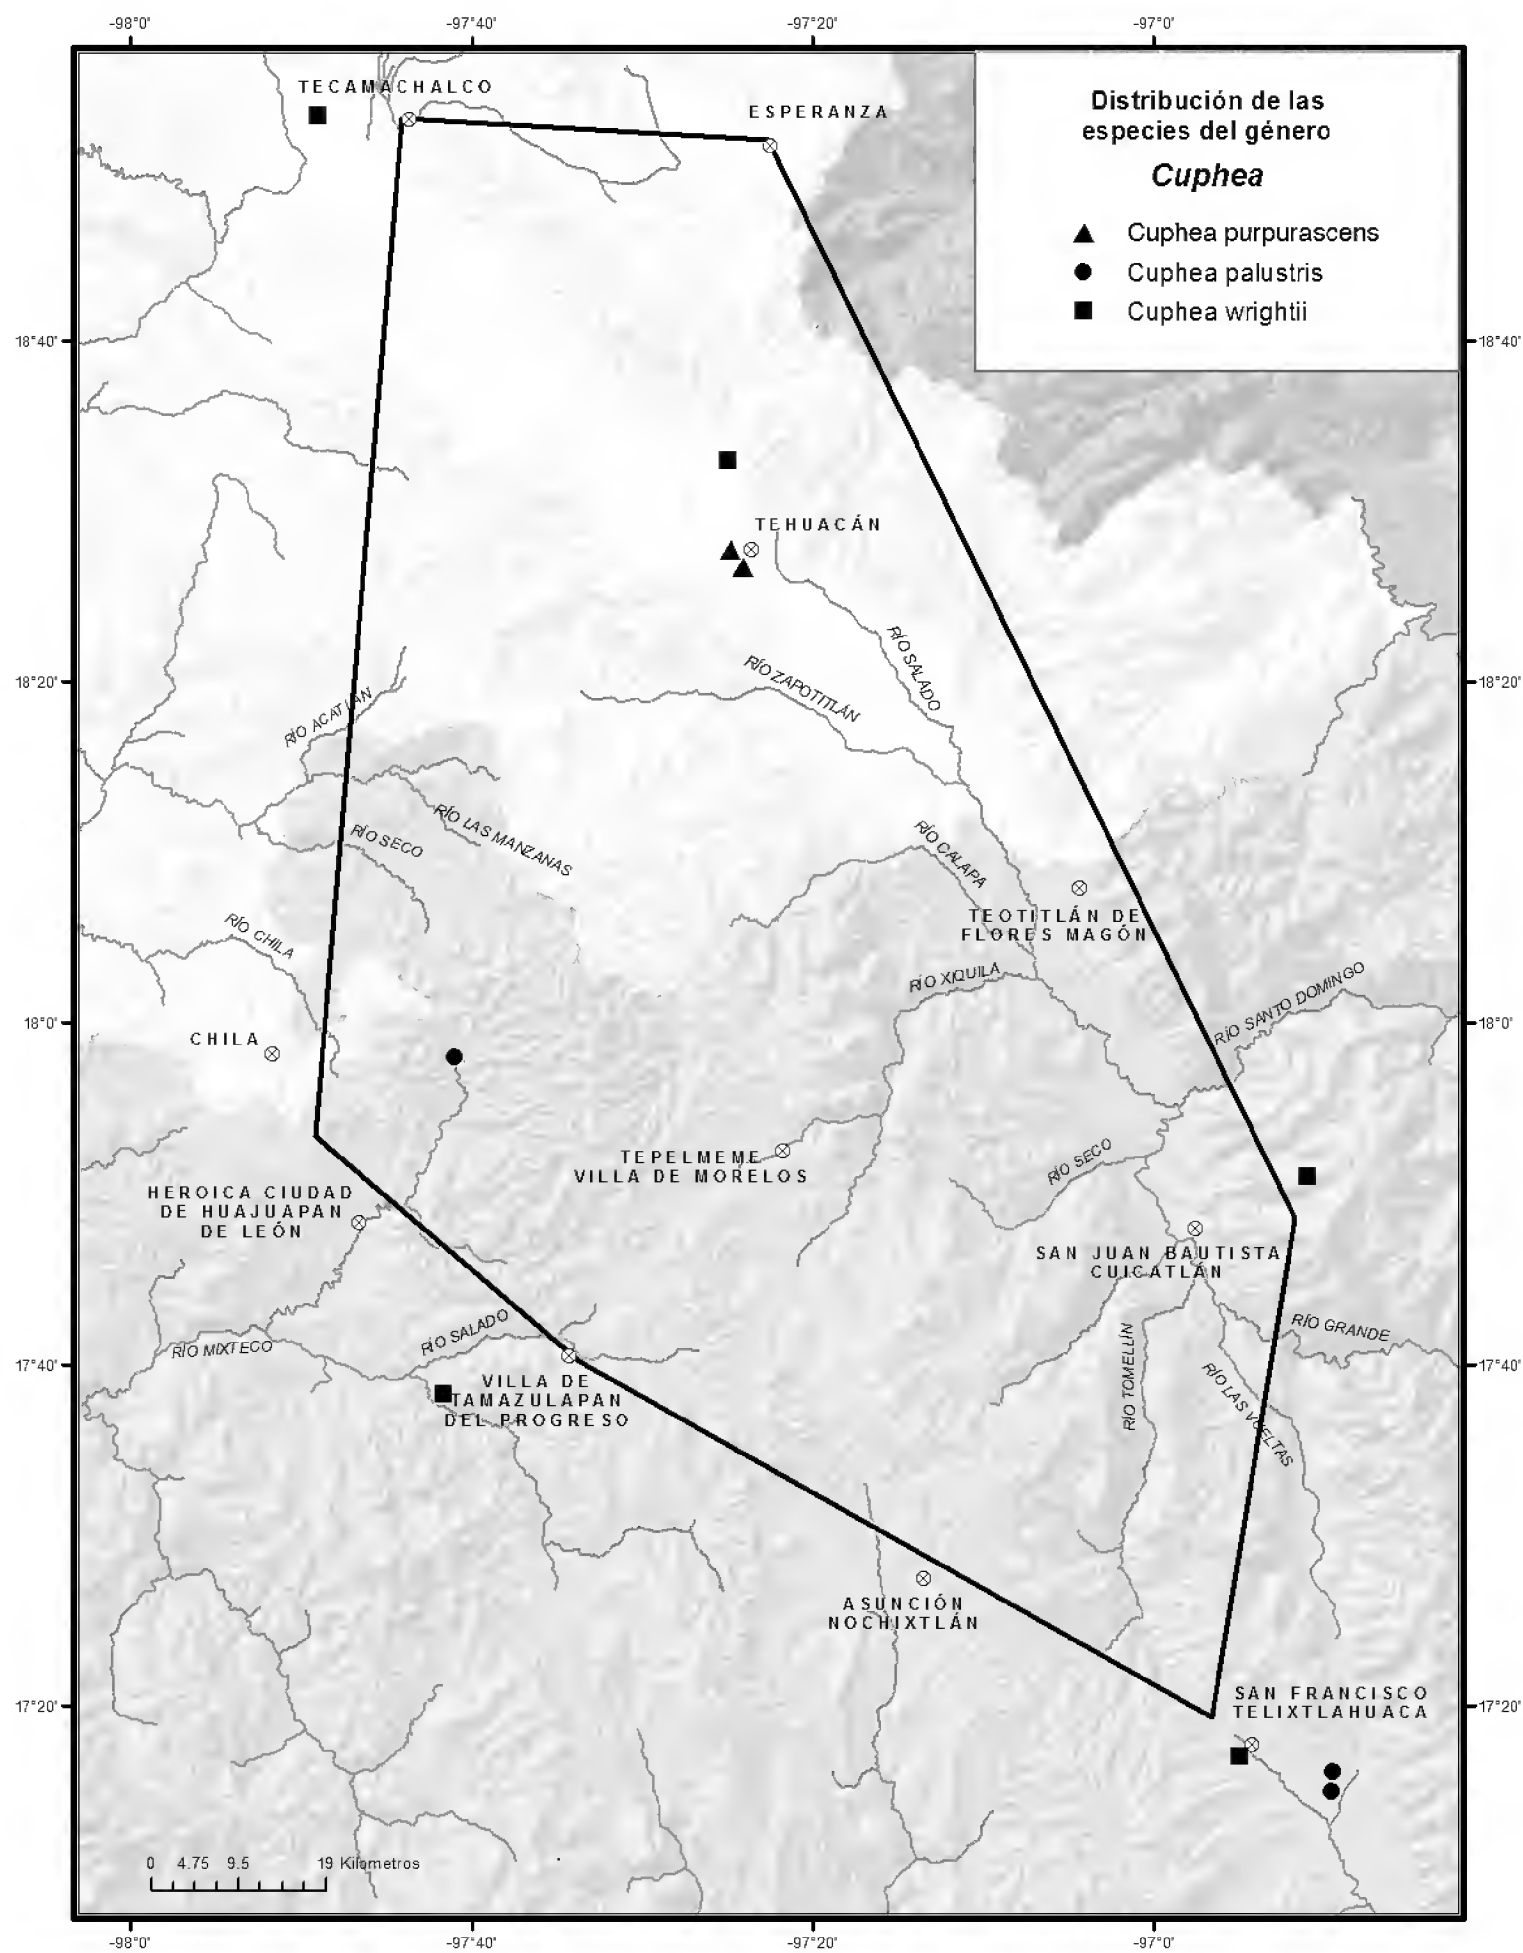 -98°0'
-97°40'
-97°20'
-97°0'
TECAMACHALCO
ESPERANZA
Distribución de las
especies del género
Cuphea
Cuphea purpurascens
Cuphea palustris
Cuphea wrightii
18°40'
18°40'
TEHUACÁN
RÍO SALADO
RÍO ZAPOTITLÁN
18°20'
18°20'
RÍO ACATLÁN
RÍO LAS MANZANAS
RÍO SECO
RÍO CALAPA
TEOTITLÁN DE
FLORES MAGÓN
RÍO CHILA
RÍO XIQUILA
RÍO SANTO DOMINGO
18°0'
18°0'
CHILA
TEPELMEME
VILLA DE MORELOS
RÍO SECO
HEROICA CIUDAD
DE HUAJUAPAN
DE LEÓN
SAN JUAN BAUTISTA
CUICATLÁN
RÍO SALADO
RÍO GRANDE
RÍO MIXTECO
17°40'
17°40'
RÍO TOMELLÍN
RÍO LAS VUELTAS
VILLA DE
TAMAZULAPAN
DEL PROGRESO
ASUNCIÓN
NOCHIXTLÁN
SAN FRANCISCO
TELIXTLAHUACA
17°20'
17°20'
0 4.75 9.5 19 Kilometros
-98°0'
-97°40'
-97°20'
-97°0'